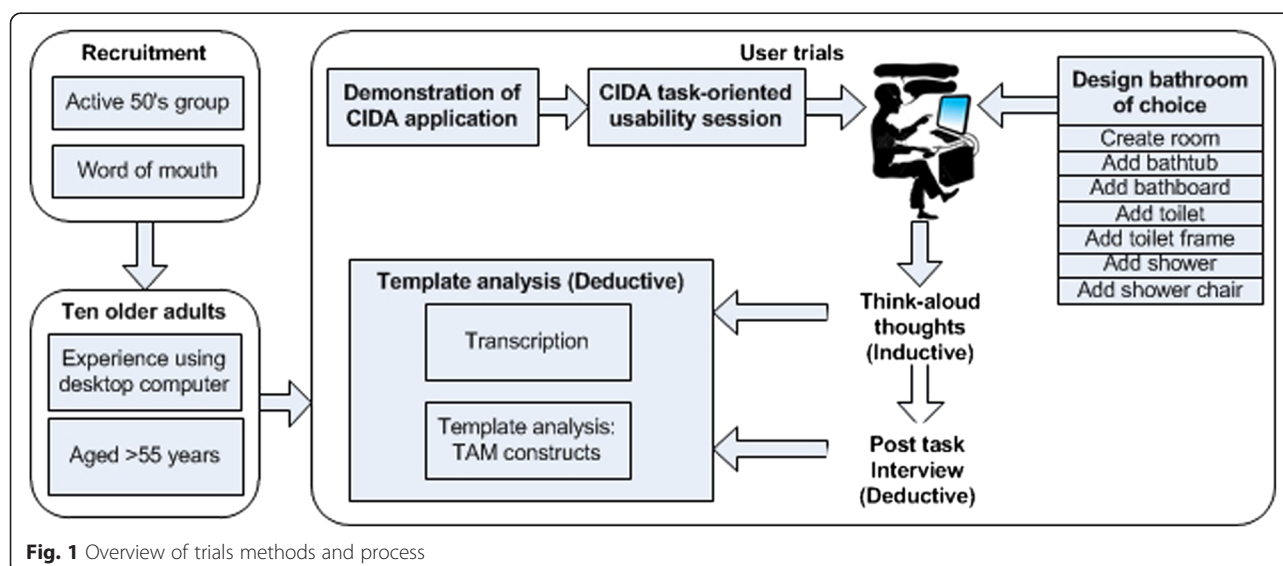 Recruitment
Active 50's group
Word of mouth
Ten older adults
Experience using
desktop computer
Aged >55 years
User trials
Demonstration of
CIDA application
CIDA task-oriented
usability session
Design bathroom
of choice
Create room
Add bathtub
Add bathboard
Add toilet
Add toilet frame
Add shower
Add shower chair
Think-aloud
thoughts
(Inductive)
Post task
Interview
(Deductive)
Template analysis (Deductive)
Transcription
Template analysis:
TAM constructs
Fig. 1 Overview of trials methods and process